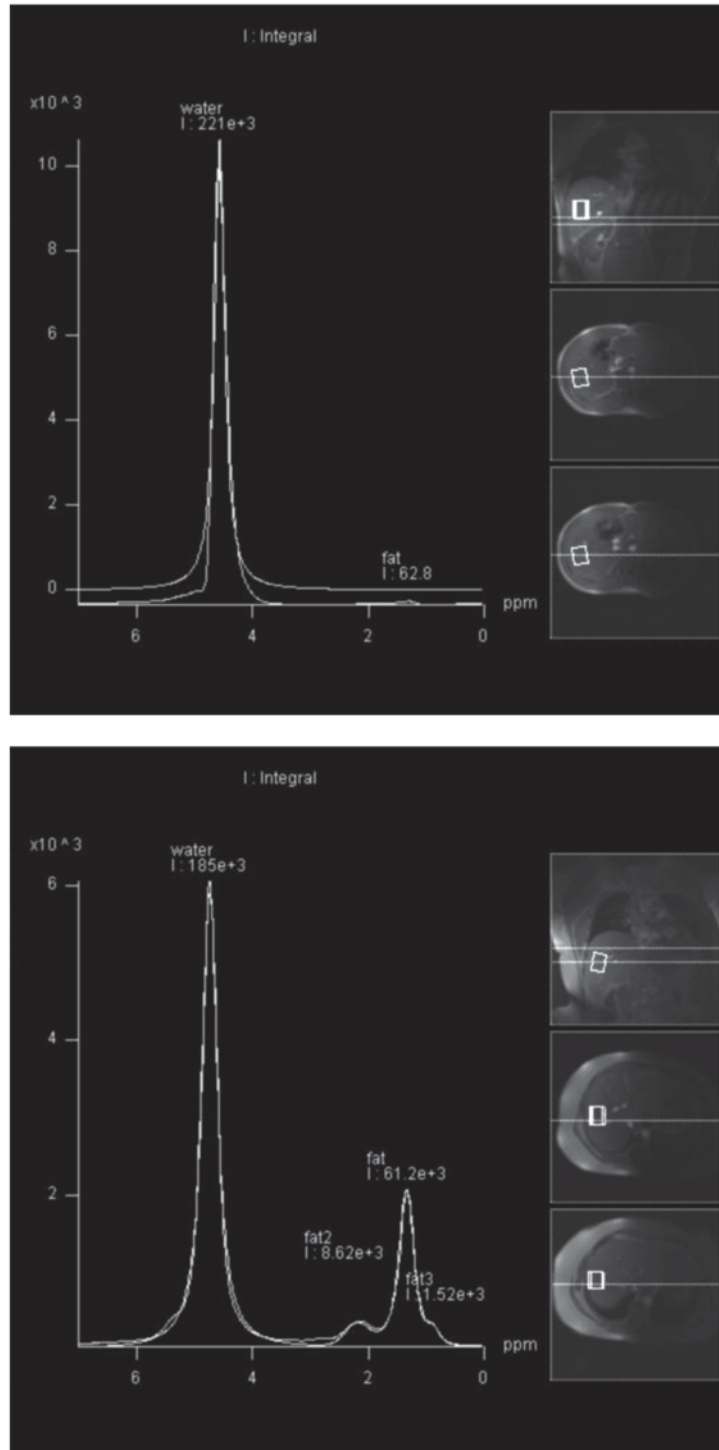 I : Integral
x10 ^ 3
water
I : 221e+3
10
8
6
4
2
fat
I : 62.8
0
ppm
6 4 2 0
I : Integral
x10 ^ 3
water
I : 185e+3
6
4
fat
I : 61.2e+3
2
fat2
I : 8.62e+3
fat3
I : 1.52e+3
ppm
6 4 2 0